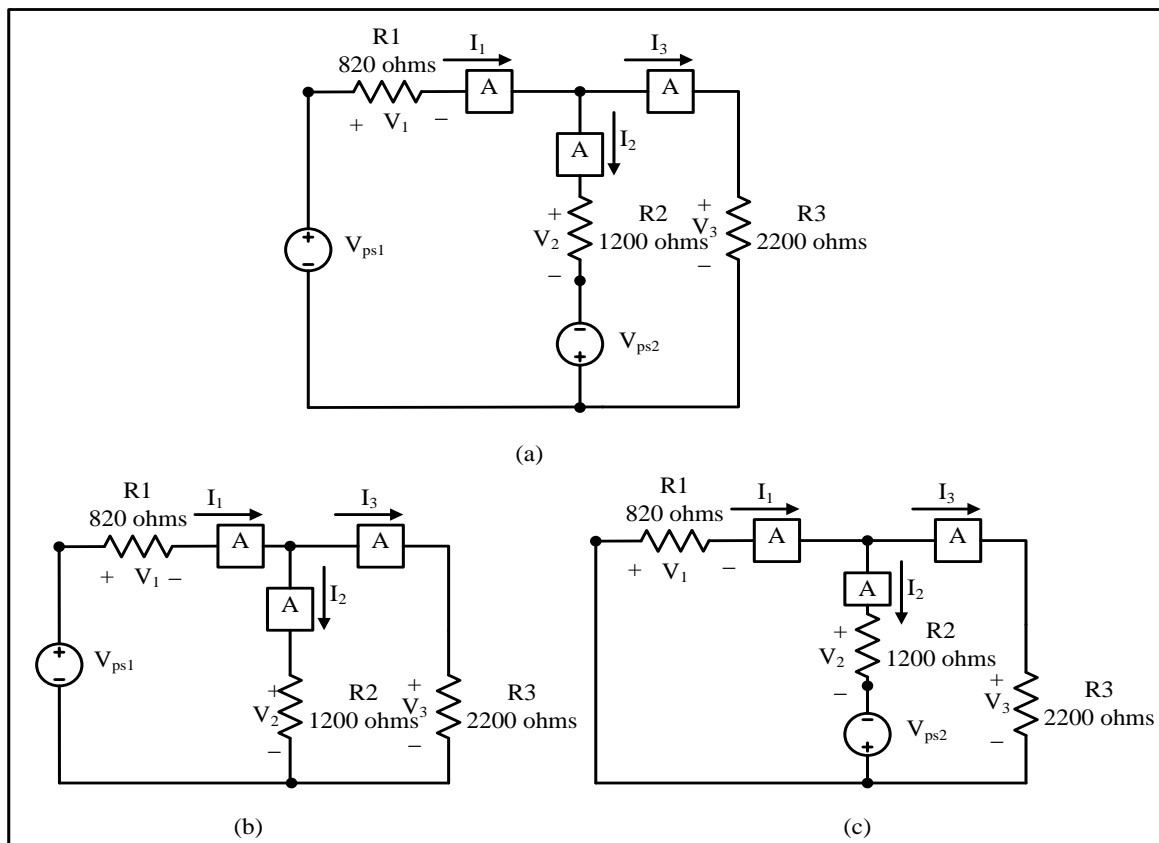 R1
820 ohms
I1
I3
A
A
+ V1 −
A
I2
+
V2
−
R2
1200 ohms
+
V3
−
R3
2200 ohms
+
−
Vps1
−
+
Vps2
(a)
R1
820 ohms
I1
I3
A
A
+ V1 −
A
I2
+
−
Vps1
+
V2
−
R2
1200 ohms
+
V3
−
R3
2200 ohms
(b)
R1
820 ohms
I1
I3
A
A
+ V1 −
A
I2
+
V2
−
R2
1200 ohms
−
+
Vps2
+
V3
−
R3
2200 ohms
(c)